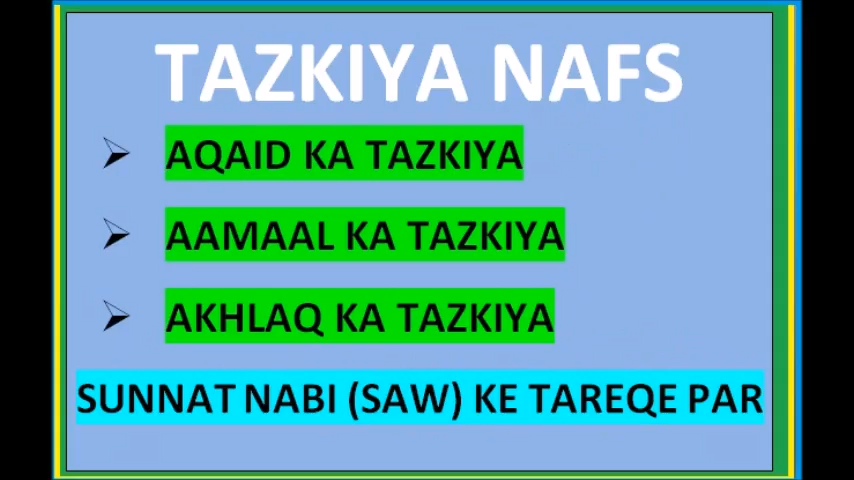 TAZKIYA NAFS
AQAID KA TAZKIYA
AAMAAL KA TAZKIYA
AKHLAQ KA TAZKIYA
SUNNAT NABI (SAW) KE TAREQE PAR